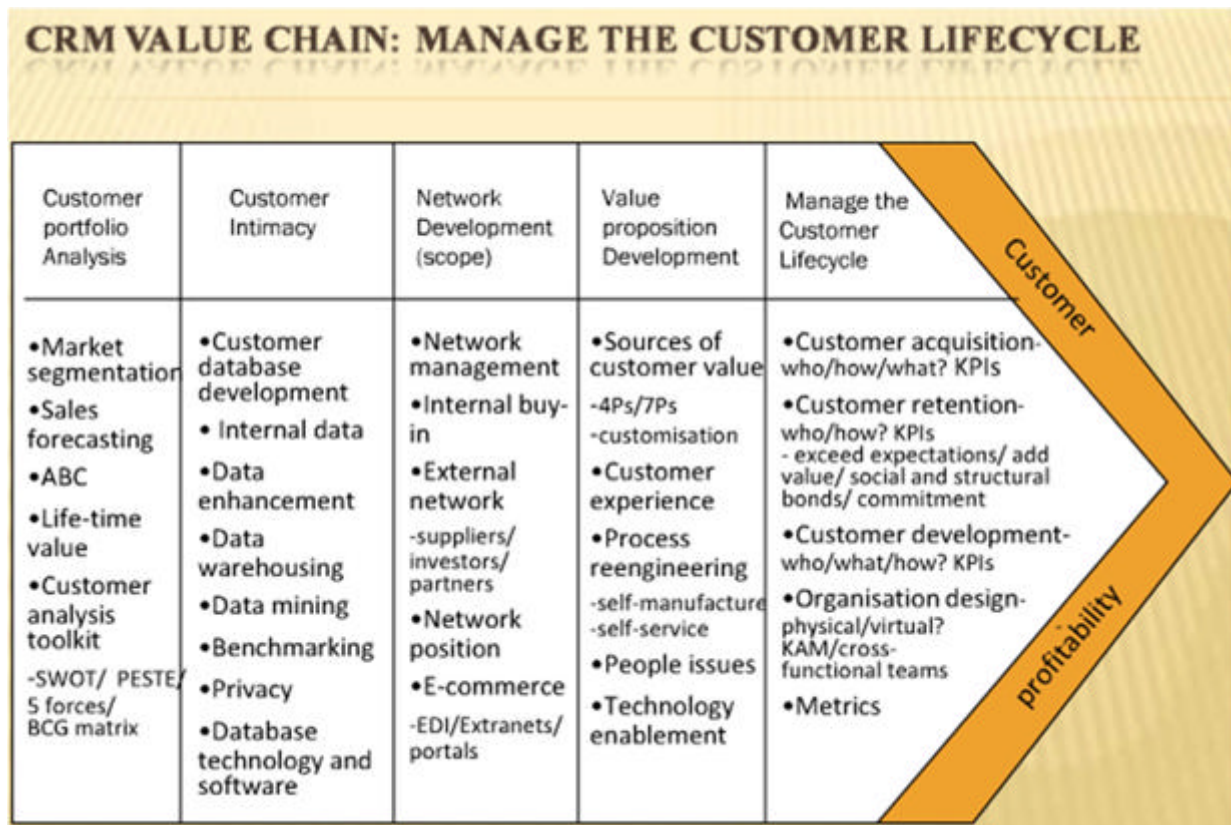 CRM VALUE CHAIN: MANAGE THE CUSTOMER LIFECYCLE
Customer
portfolio
Analysis
•Market
segmentation
•Sales
forecasting
•ABC
•Life-time
value
•Customer
analysis
toolkit
-SWOT/ PESTE/
5 forces/
BCG matrix
Customer
Intimacy
•Customer
database
development
• Internal data
•Data
enhancement
•Data
warehousing
•Data mining
•Benchmarking
•Privacy
•Database
technology and
software
Network
Development
(scope)
•Network
management
•Internal buy-
in
•External
network
-suppliers/
investors/
partners
•Network
position
•E-commerce
-EDI/Extranets/
portals
Value
proposition
Development
•Sources of
customer value
-4Ps/7Ps
-customisation
•Customer
experience
•Process
reengineering
-self-manufacture
-self-service
•People issues
•Technology
enablement
Manage the
Customer
Lifecycle
•Customer acquisition-
who/how/what? KPIs
•Customer retention-
who/how? KPIs
- exceed expectations/ add
value/ social and structural
bonds/ commitment
•Customer development-
who/what/how? KPIs
•Organisation design-
physical/virtual?
KAM/cross-
functional teams
•Metrics
Customer
profitability